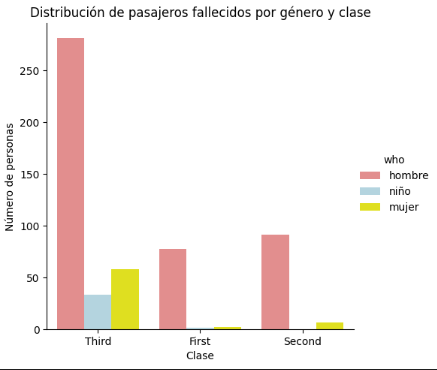 Distribución de pasajeros fallecidos por género y clase
Número de personas
250
200
150
100
50
0
Third
First
Second
Clase
who
hombre
niño
mujer